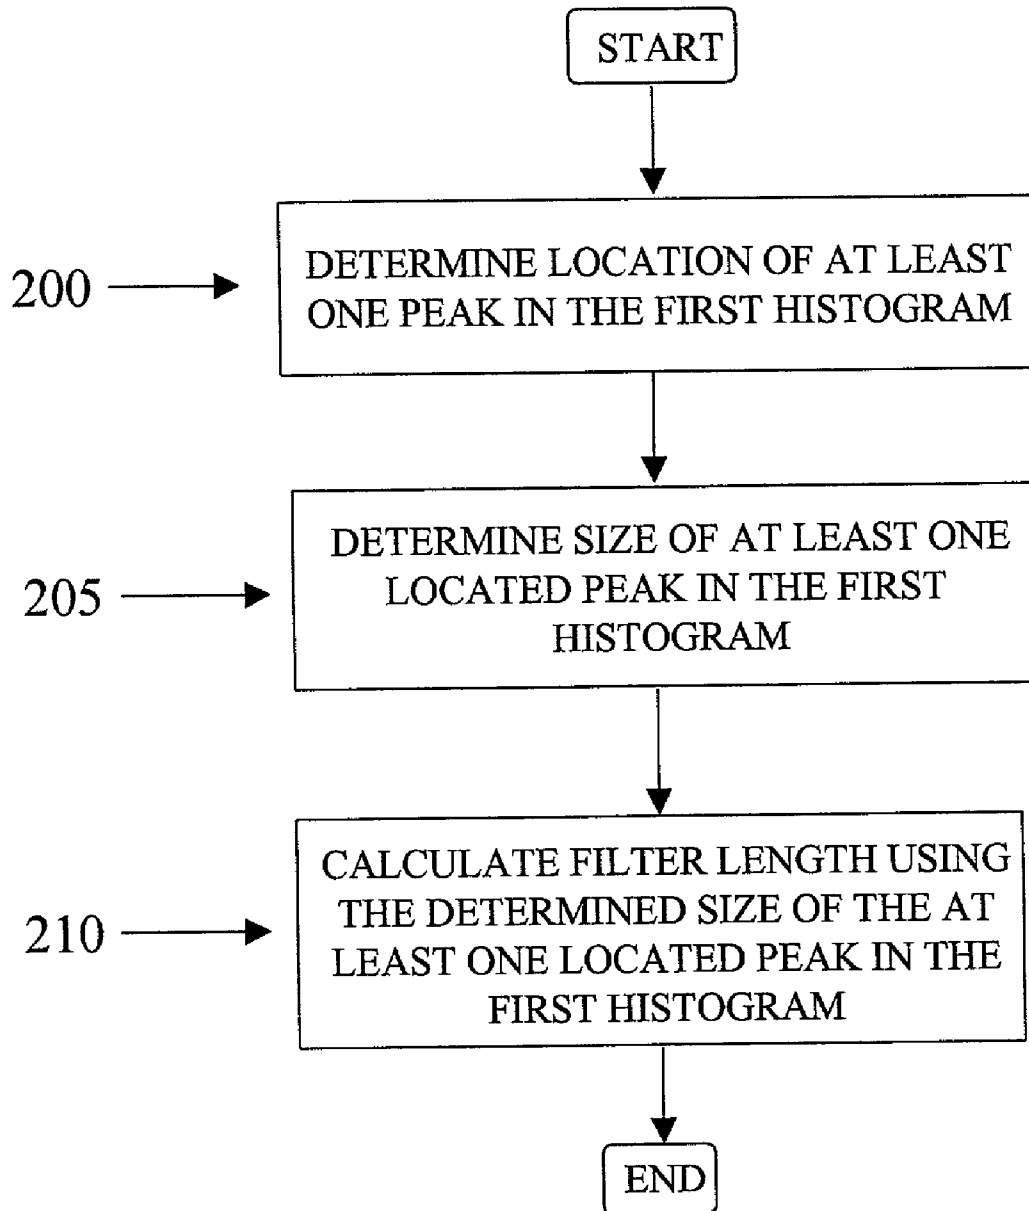 START
200
DETERMINE LOCATION OF AT LEAST
ONE PEAK IN THE FIRST HISTOGRAM
205
DETERMINE SIZE OF AT LEAST ONE
LOCATED PEAK IN THE FIRST
HISTOGRAM
210
CALCULATE FILTER LENGTH USING
THE DETERMINED SIZE OF THE AT
LEAST ONE LOCATED PEAK IN THE
FIRST HISTOGRAM
END